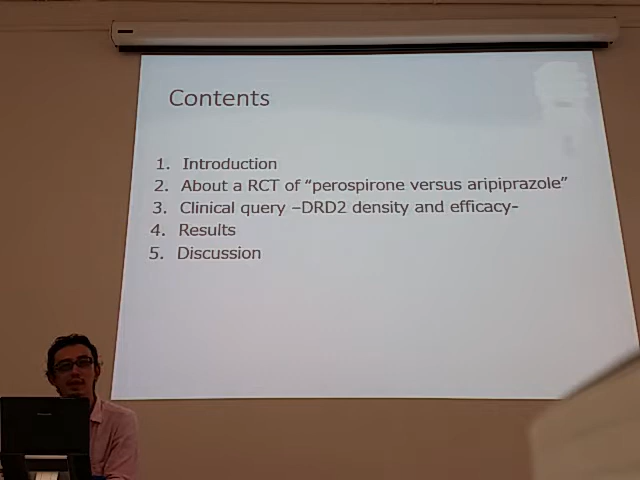 Contents
1. Introduction
2. About a RCT of “perospirone versus aripiprazole”
3. Clinical query –DRD2 density and efficacy-
4. Results
5. Discussion